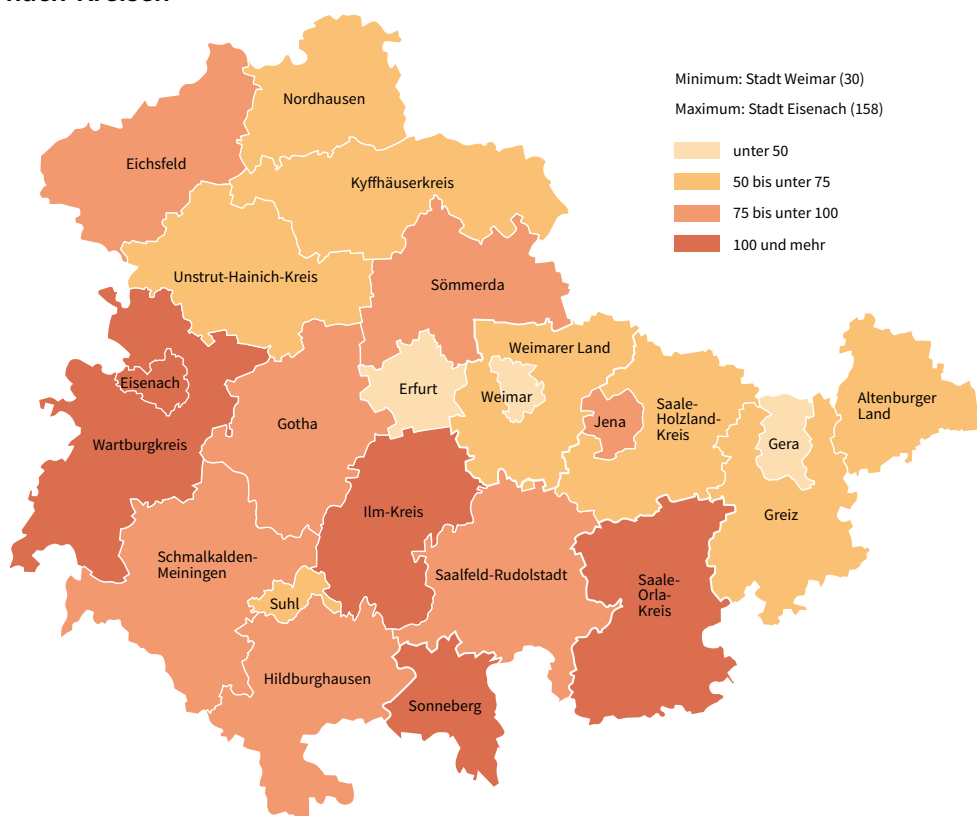 nach Kreisen
Minimum: Stadt Weimar (30)
Maximum: Stadt Eisenach (158)
unter 50
50 bis unter 75
75 bis unter 100
100 und mehr
Nordhausen
Eichsfeld
Kyffhäuserkreis
Unstrut-Hainich-Kreis
Sömmerda
Weimarer Land
Eisenach
Erfurt
Weimar
Saale-
Holzland-
Kreis
Altenburger
Land
Gotha
Jena
Wartburgkreis
Gera
Ilm-Kreis
Greiz
Schmalkalden-
Meiningen
Saalfeld-Rudolstadt
Saale-
Orla-
Kreis
Suhl
Hildburghausen
Sonneberg